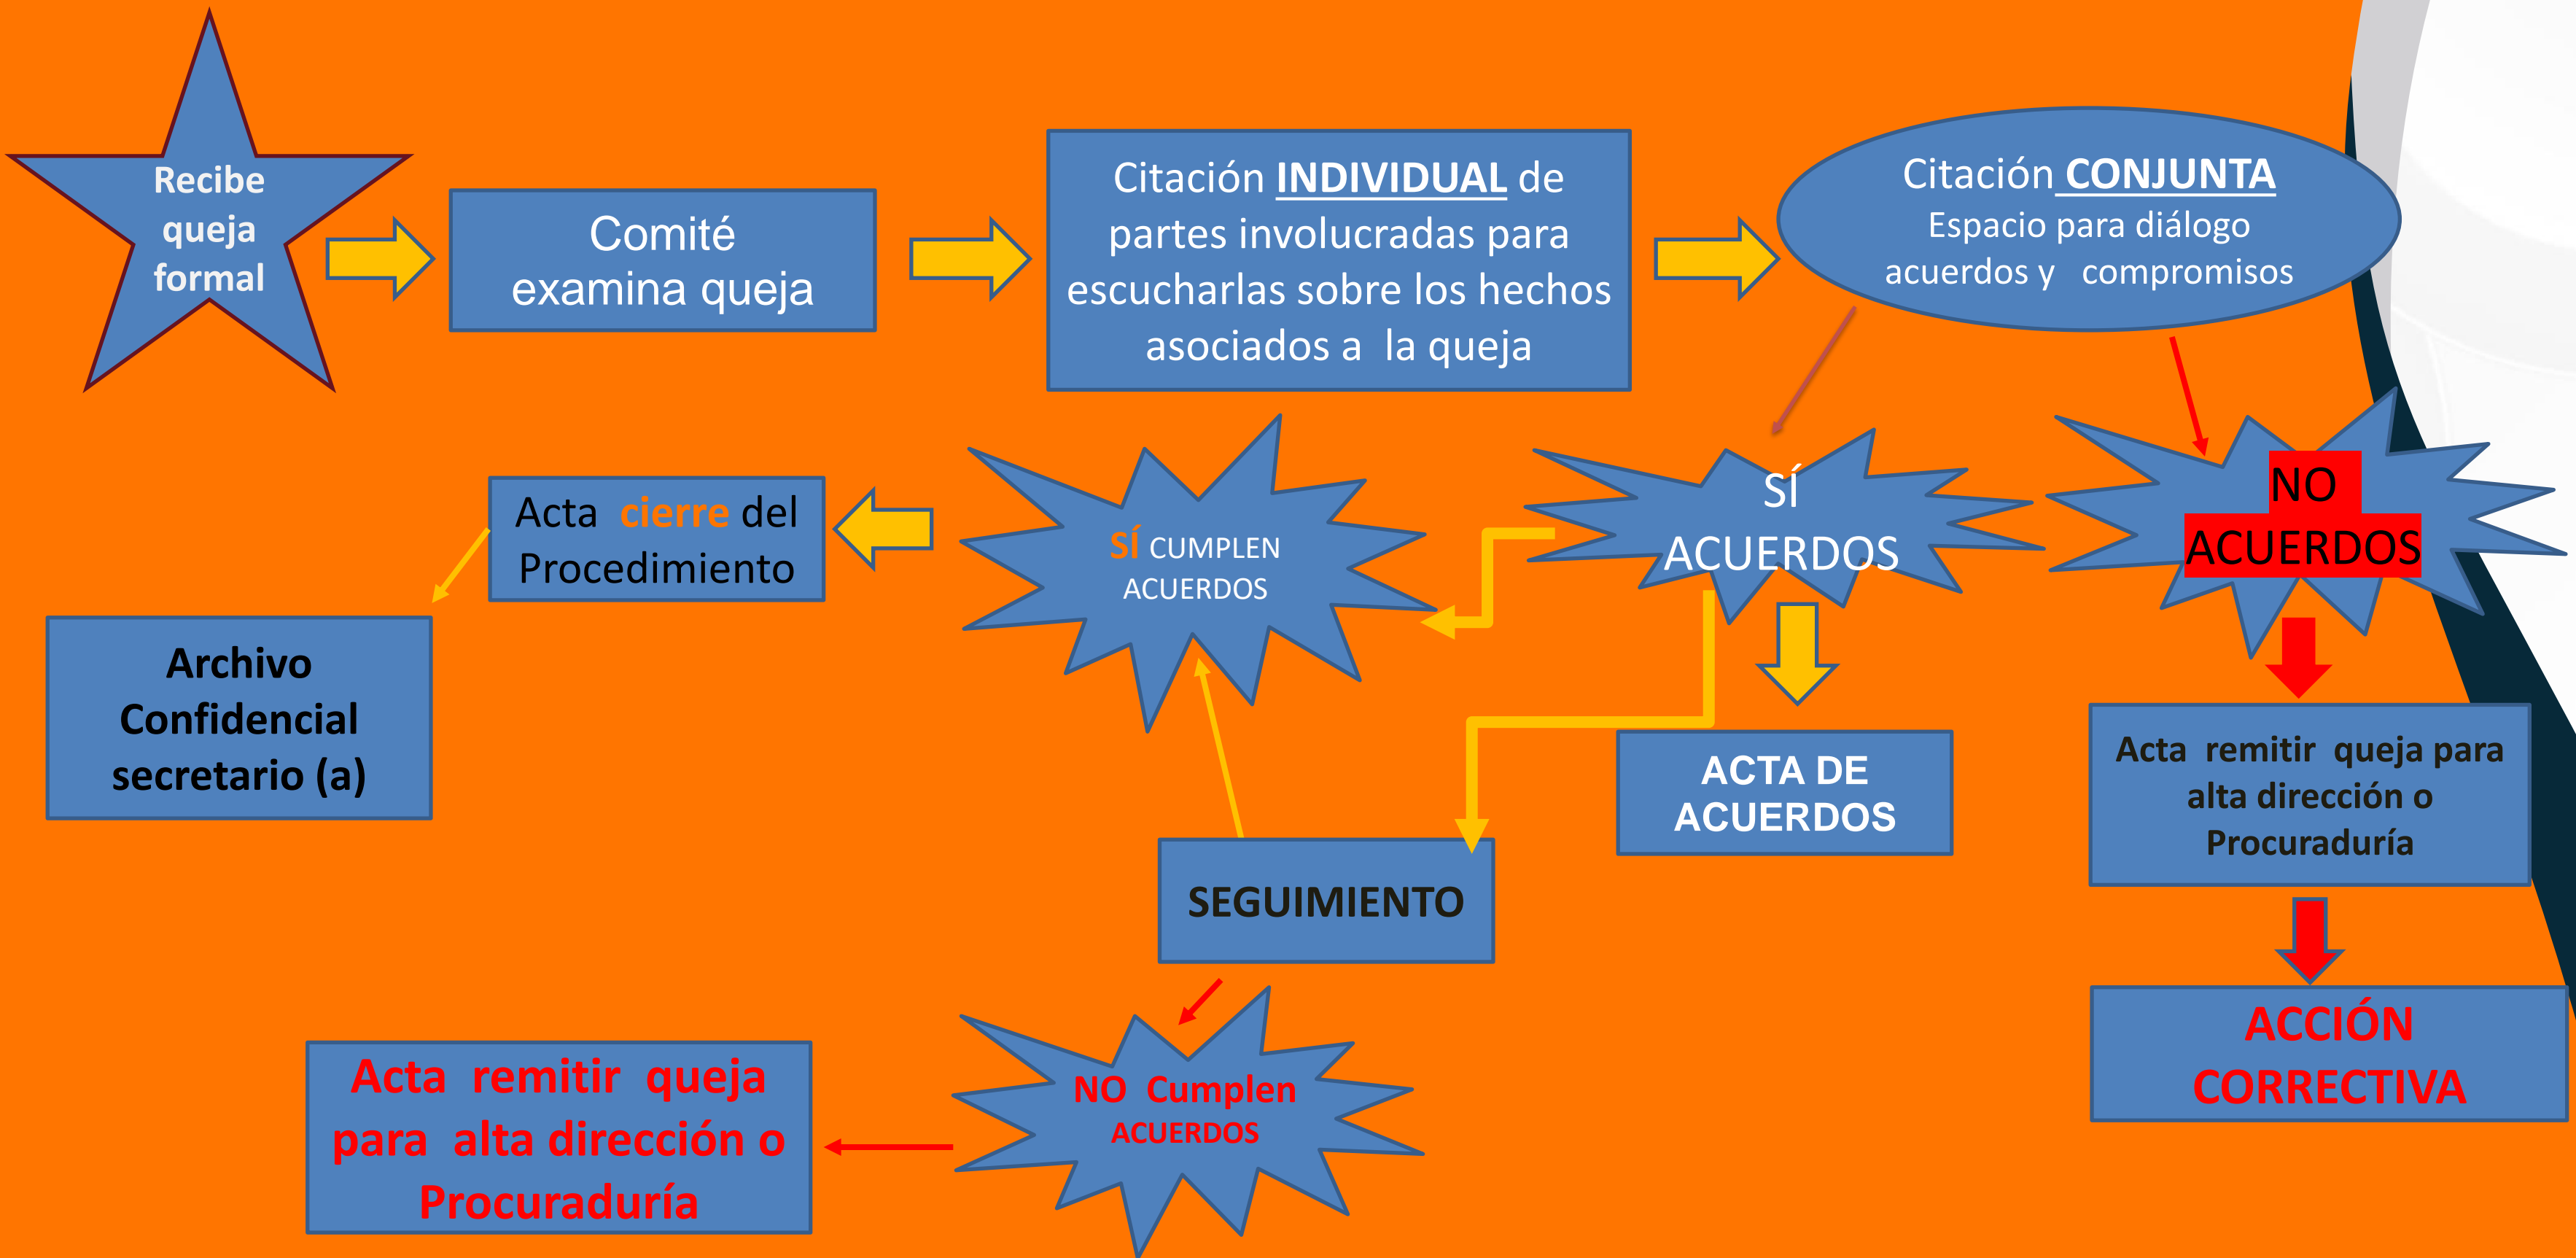 Recibe
queja
formal
Comité
examina queja
Citación INDIVIDUAL de
partes involucradas para
escucharlas sobre los hechos
asociados a la queja
Citación CONJUNTA
Espacio para diálogo
acuerdos y compromisos
Acta cierre del
Procedimiento
SÍ CUMPLEN
ACUERDOS
SÍ
ACUERDOS
NO
ACUERDOS
Archivo
Confidencial
secretario (a)
ACTA DE
ACUERDOS
Acta remitir queja para
alta dirección o
Procuraduría
SEGUIMIENTO
ACCIÓN
CORRECTIVA
NO Cumplen
ACUERDOS
Acta remitir queja
para alta dirección o
Procuraduría